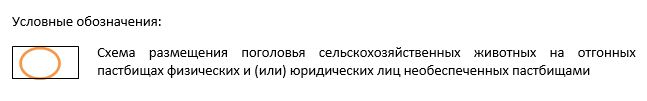 Условные обозначения:
Схема размещения поголовья сельскохозяйственных животных на отгонных
пастбищах физических и (или) юридических лиц необеспеченных пастбищами